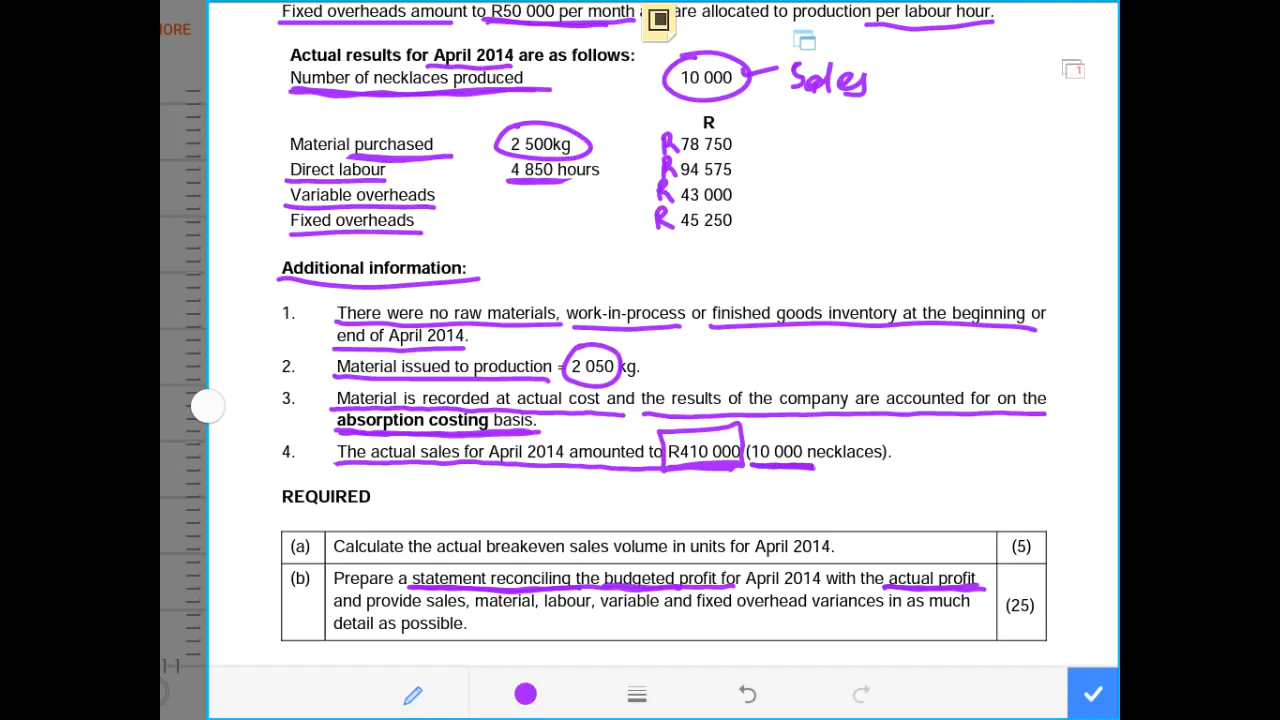 ORE
Fixed overheads amount to R50 000 per month are allocated to production per labour hour.
Actual results for April 2014 are as follows:
Number of necklaces produced 10 000 Sales
1
R
Material purchased 2 500kg R 78 750
Direct labour 4 850 hours R 94 575
Variable overheads R 43 000
Fixed overheads R 45 250
Additional information:
1. There were no raw materials, work-in-process or finished goods inventory at the beginning or
end of April 2014.
2. Material issued to production = 2 050 kg.
3. Material is recorded at actual cost and the results of the company are accounted for on the
absorption costing basis.
4. The actual sales for April 2014 amounted to R410 000 (10 000 necklaces).
REQUIRED
(a) Calculate the actual breakeven sales volume in units for April 2014. (5)
(b) Prepare a statement reconciling the budgeted profit for April 2014 with the actual profit
and provide sales, material, labour, variable and fixed overhead variances in as much
detail as possible. (25)